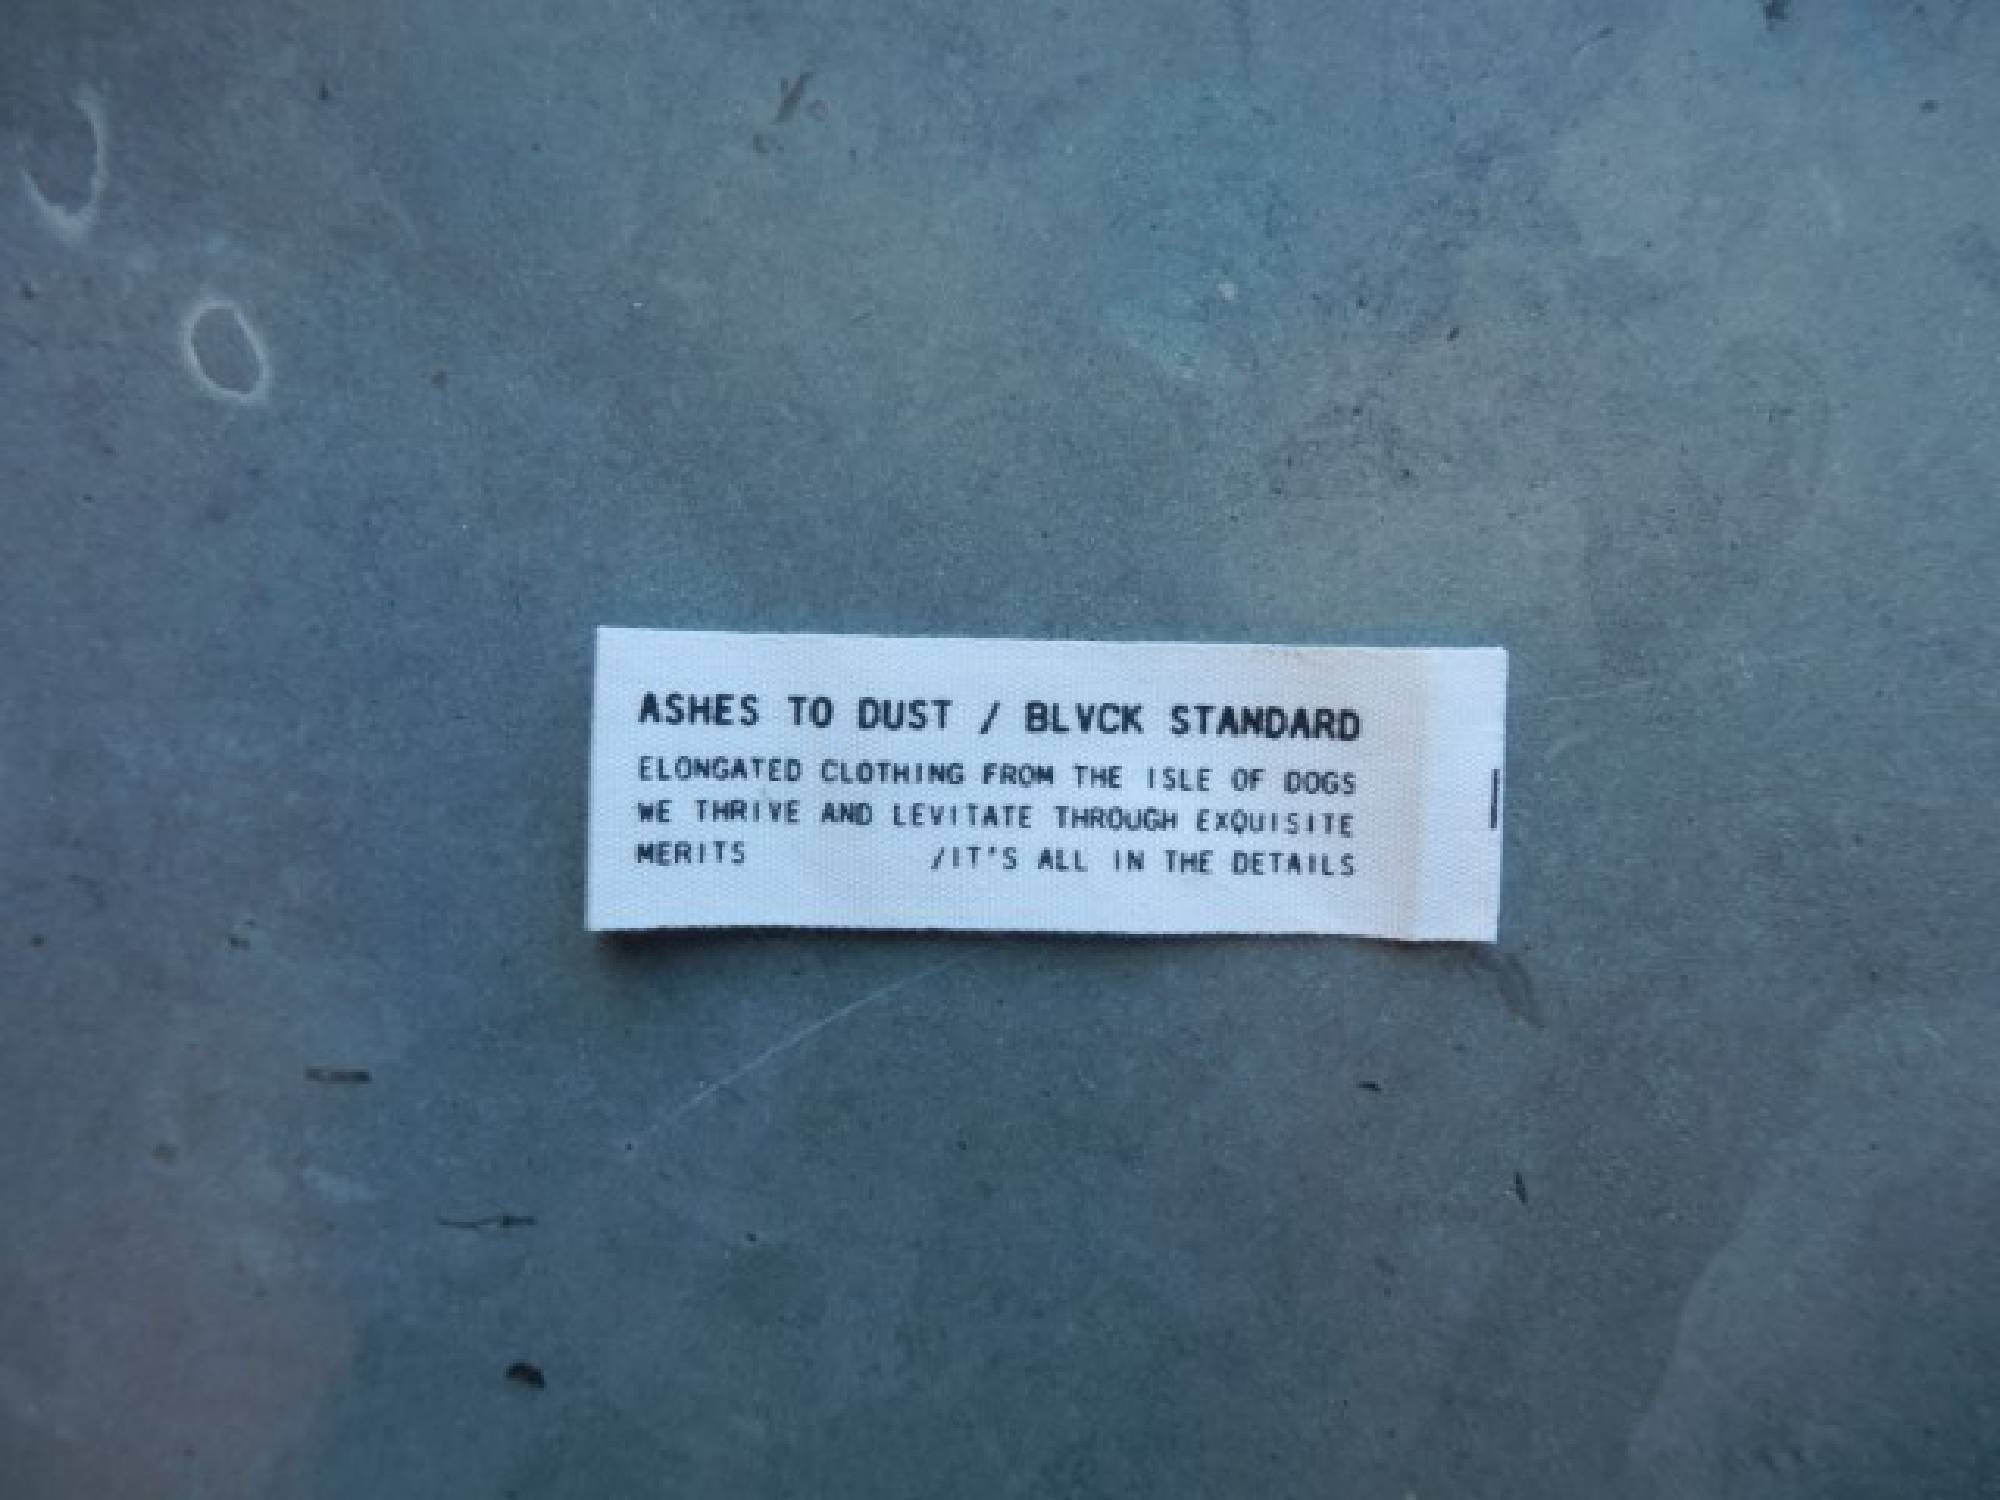 ASHES TO DUST / BLVCK STANDARD
ELONGATED CLOTHING FROM THE ISLE OF DOGS
WE THRIVE AND LEVITATE THROUGH EXQUISITE
MERITS /IT'S ALL IN THE DETAILS